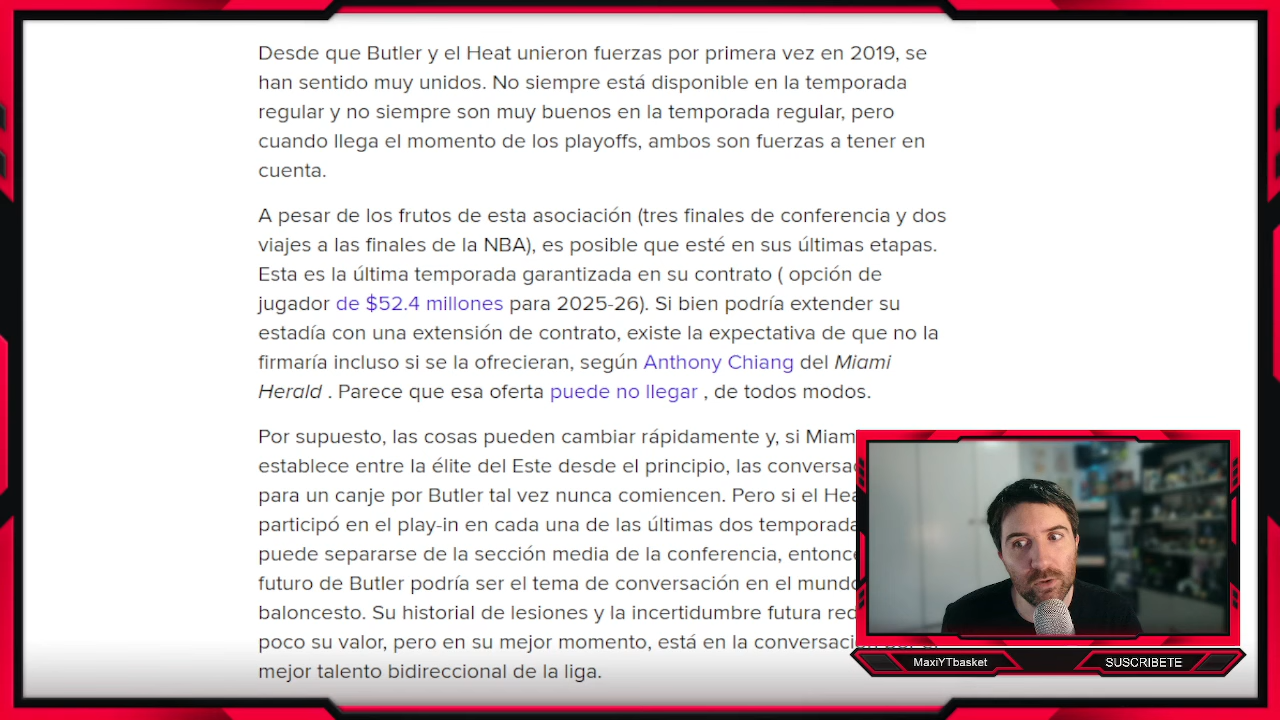 Desde que Butler y el Heat unieron fuerzas por primera vez en 2019, se
han sentido muy unidos. No siempre está disponible en la temporada
regular y no siempre son muy buenos en la temporada regular, pero
cuando llega el momento de los playoffs, ambos son fuerzas a tener en
cuenta.
A pesar de los frutos de esta asociación (tres finales de conferencia y dos
viajes a las finales de la NBA), es posible que esté en sus últimas etapas.
Esta es la última temporada garantizada en su contrato ( opción de
jugador de $52.4 millones para 2025-26). Si bien podría extender su
estadía con una extensión de contrato, existe la expectativa de que no la
firmaría incluso si se la ofrecieran, según Anthony Chiang del Miami
Herald . Parece que esa oferta puede no llegar , de todos modos.
Por supuesto, las cosas pueden cambiar rápidamente y, si Miam
establece entre la élite del Este desde el principio, las conversac
para un canje por Butler tal vez nunca comiencen. Pero si el Hea
participó en el play-in en cada una de las últimas dos temporada
puede separarse de la sección media de la conferencia, entonce
futuro de Butler podría ser el tema de conversación en el mundo
baloncesto. Su historial de lesiones y la incertidumbre futura red
poco su valor, pero en su mejor momento, está en la conversación por el
mejor talento bidireccional de la liga.
MaxiYTbasket
SUSCRIBETE